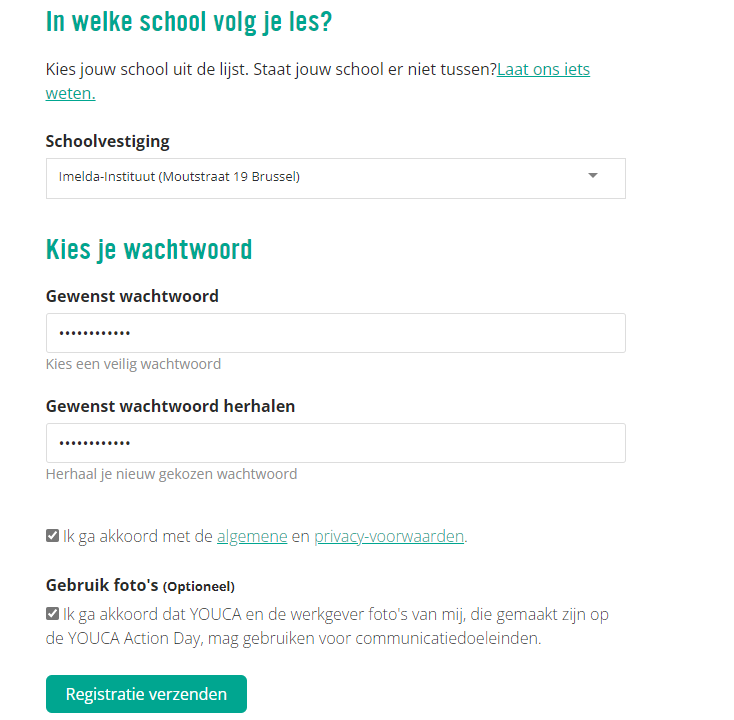 In welke school volg je les?
Kies jouw school uit de lijst. Staat jouw school er niet tussen?Laat ons iets
weten.
Schoolvestiging
Imelda-Instituut (Moutstraat 19 Brussel)
Kies je wachtwoord
Gewenst wachtwoord
••••••••••••
Kies een veilig wachtwoord
Gewenst wachtwoord herhalen
••••••••••••
Herhaal je nieuw gekozen wachtwoord
Ik ga akkoord met de algemene en privacy-voorwaarden.
Gebruik foto's (Optioneel)
Ik ga akkoord dat YOUCA en de werkgever foto's van mij, die gemaakt zijn op
de YOUCA Action Day, mag gebruiken voor communicatiedoeleinden.
Registratie verzenden